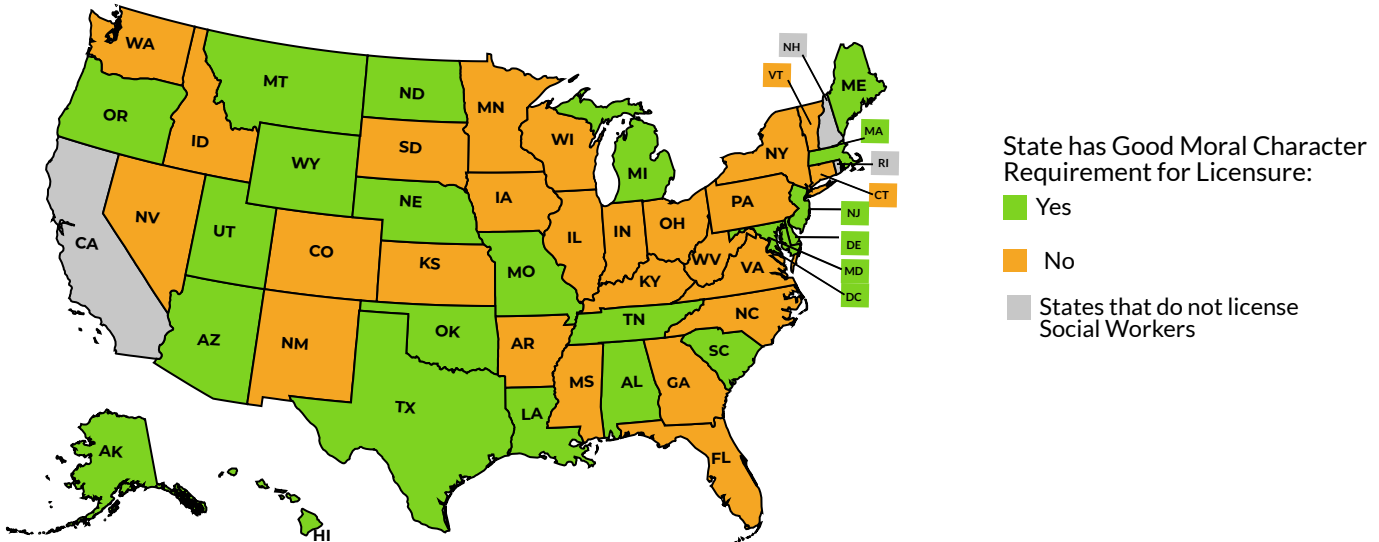 WA
MT
ND
MN
OR
ID
WY
SD
WI
MI
NY
ME
NH
VT
MA
RI
CT
NJ
DE
MD
DC
CA
NV
UT
CO
NE
KS
IA
IL
IN
OH
PA
WV
VA
KY
MO
AZ
NM
OK
TX
AR
LA
TN
NC
SC
MS
AL
GA
FL
AK
HI
State has Good Moral Character
Requirement for Licensure:
Yes
No
States that do not license
Social Workers